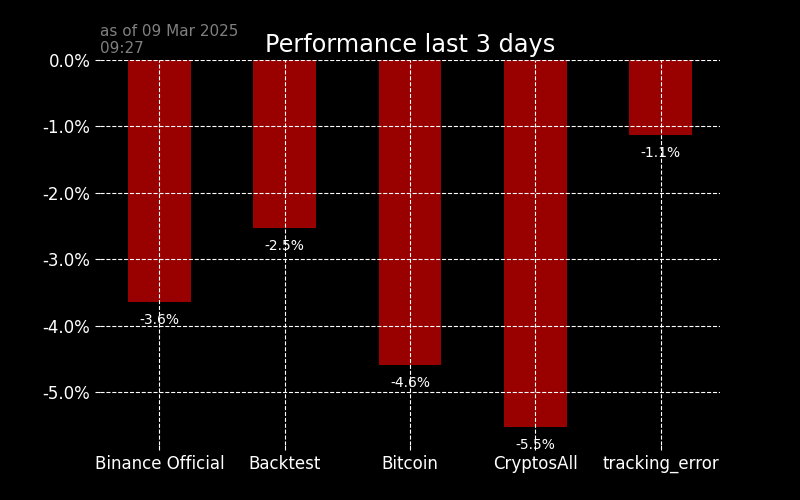 as of 09 Mar 2025
09:27
Performance last 3 days
0.0%
-1.0%
-2.0%
-3.0%
-4.0%
-5.0%
-3.6%
-2.5%
-4.6%
-5.5%
-1.1%
Binance Official
Backtest
Bitcoin
CryptosAll
tracking_error